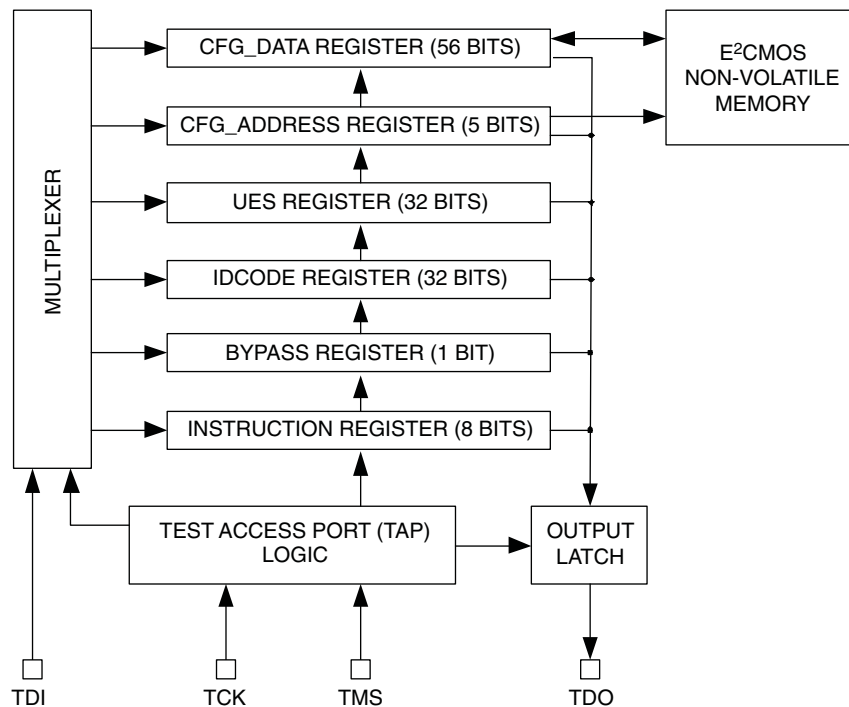 CFG_DATA REGISTER (56 BITS)
E²CMOS
NON-VOLATILE
MEMORY
CFG_ADDRESS REGISTER (5 BITS)
MULTIPLEXER
UES REGISTER (32 BITS)
IDCODE REGISTER (32 BITS)
BYPASS REGISTER (1 BIT)
INSTRUCTION REGISTER (8 BITS)
TEST ACCESS PORT (TAP)
LOGIC
OUTPUT
LATCH
TDI
TCK
TMS
TDO